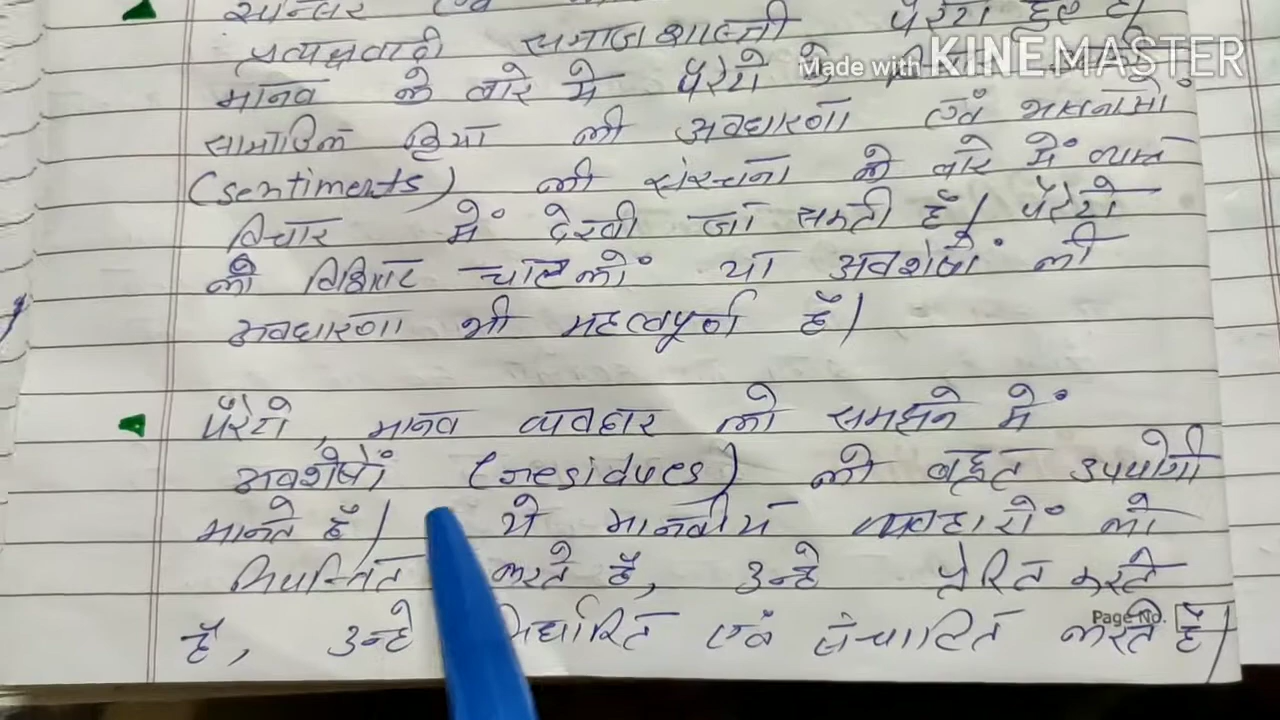 प्रत्यक्षवादी समाजशास्त्री पैरेटो
Made with KINEMASTER
मानव के बारे में पैरेटो के
सामाजिक क्रिया की अवधारणा एवं भावनाओं
(sentiments) की संरचना के बारे में व्यक्त
विचार में देखी जा सकती है। पैरेटो
की विशिष्ट चालकों या अवशेषों की
अवधारणा भी महत्वपूर्ण है।
पैरेटो, मानव व्यवहार को समझने में
अवशेषों (residues) को बहुत उपयोगी
मानते हैं। ये मानवीय व्यवहारों को
नियन्त्रित करते हैं, उन्हें प्रेरित करते
हैं, उन्हें निर्धारित एवं संचालित करते हैं।
Page No.